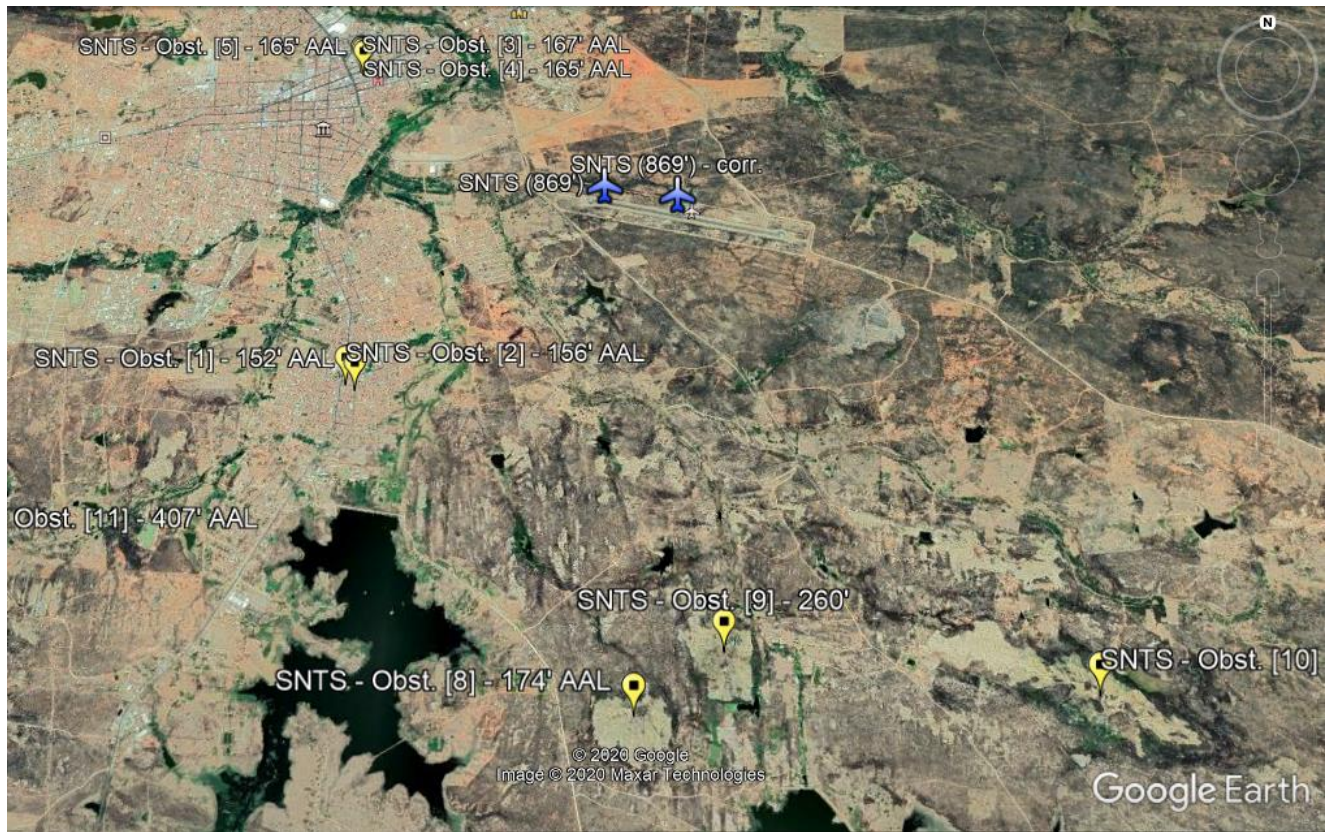 N
SNTS - Obst. [5] - 165' AAL
SNTS - Obst. [3] - 167' AAL
SNTS - Obst. [4] - 165' AAL
SNTS (869') - corr.
SNTS (869')
SNTS - Obst. [1] - 152' AAL
SNTS - Obst. [2] - 156' AAL
Obst. [11] - 407' AAL
SNTS - Obst. [9] - 260'
SNTS - Obst. [10]
SNTS - Obst. [8] - 174' AAL
© 2020 Google
Image © 2020 Maxar Technologies
Google Earth